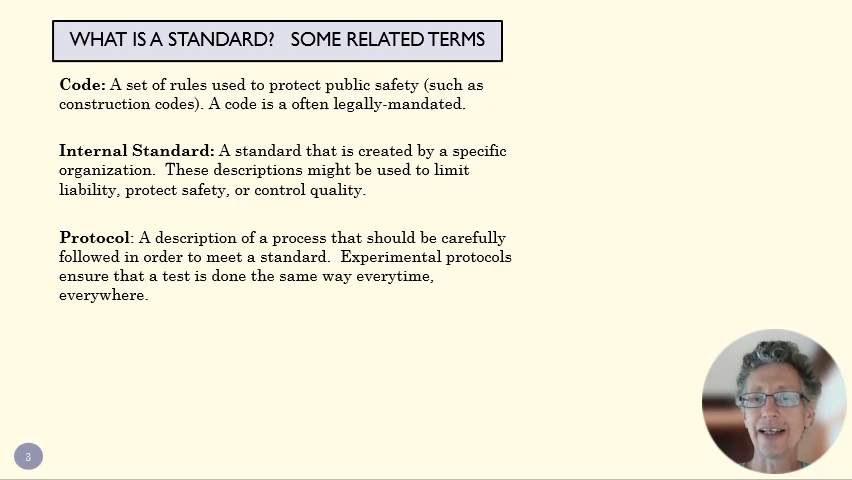 WHAT IS A STANDARD?   SOME RELATED TERMS
Code: A set of rules used to protect public safety (such as
construction codes). A code is a often legally-mandated.
Internal Standard: A standard that is created by a specific
organization.  These descriptions might be used to limit
liability, protect safety, or control quality.
Protocol: A description of a process that should be carefully
followed in order to meet a standard.  Experimental protocols
ensure that a test is done the same way everytime,
everywhere.
3